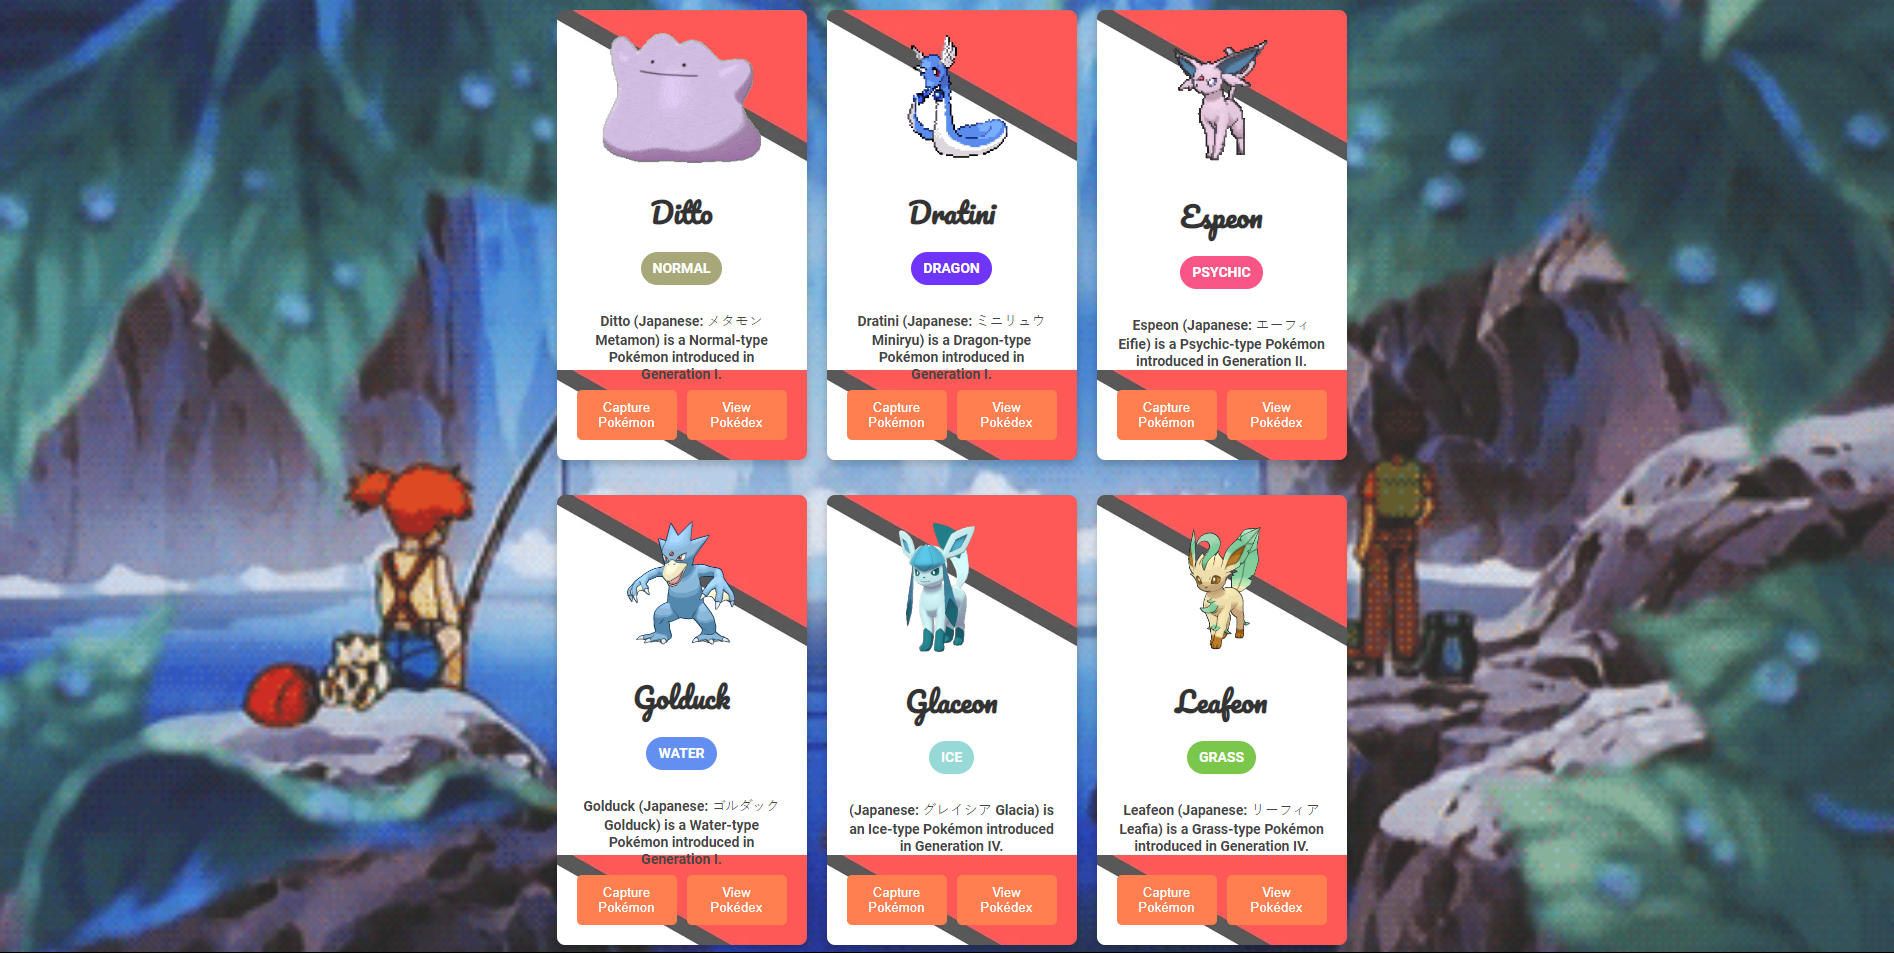 Ditto
NORMAL
Ditto (Japanese: メタモン
Metamon) is a Normal-type
Pokémon introduced in
Generation I.
Capture
Pokémon
View
Pokédex
Dratini
DRAGON
Dratini (Japanese: ミニリュウ
Miniryu) is a Dragon-type
Pokémon introduced in
Generation I.
Capture
Pokémon
View
Pokédex
Espeon
PSYCHIC
Espeon (Japanese: エーフィ
Eifie) is a Psychic-type Pokémon
introduced in Generation II.
Capture
Pokémon
View
Pokédex
Golduck
WATER
Golduck (Japanese: ゴルダック
Golduck) is a Water-type
Pokémon introduced in
Generation I.
Capture
Pokémon
View
Pokédex
Glaceon
ICE
(Japanese: グレイシア Glacia) is
an Ice-type Pokémon introduced
in Generation IV.
Capture
Pokémon
View
Pokédex
Leafeon
GRASS
Leafeon (Japanese: リーフィア
Leafia) is a Grass-type Pokémon
introduced in Generation IV.
Capture
Pokémon
View
Pokédex